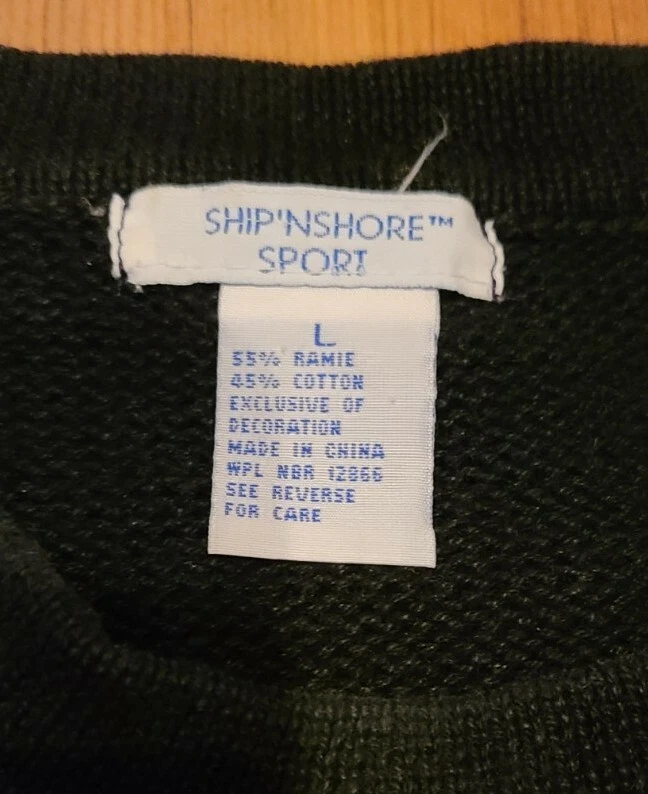 SHIP'NSHORE™
SPORT
L
55% RAMIE
45% COTTON
EXCLUSIVE OF
DECORATION
MADE IN CHINA
WPL NBR 12866
SEE REVERSE
FOR CARE